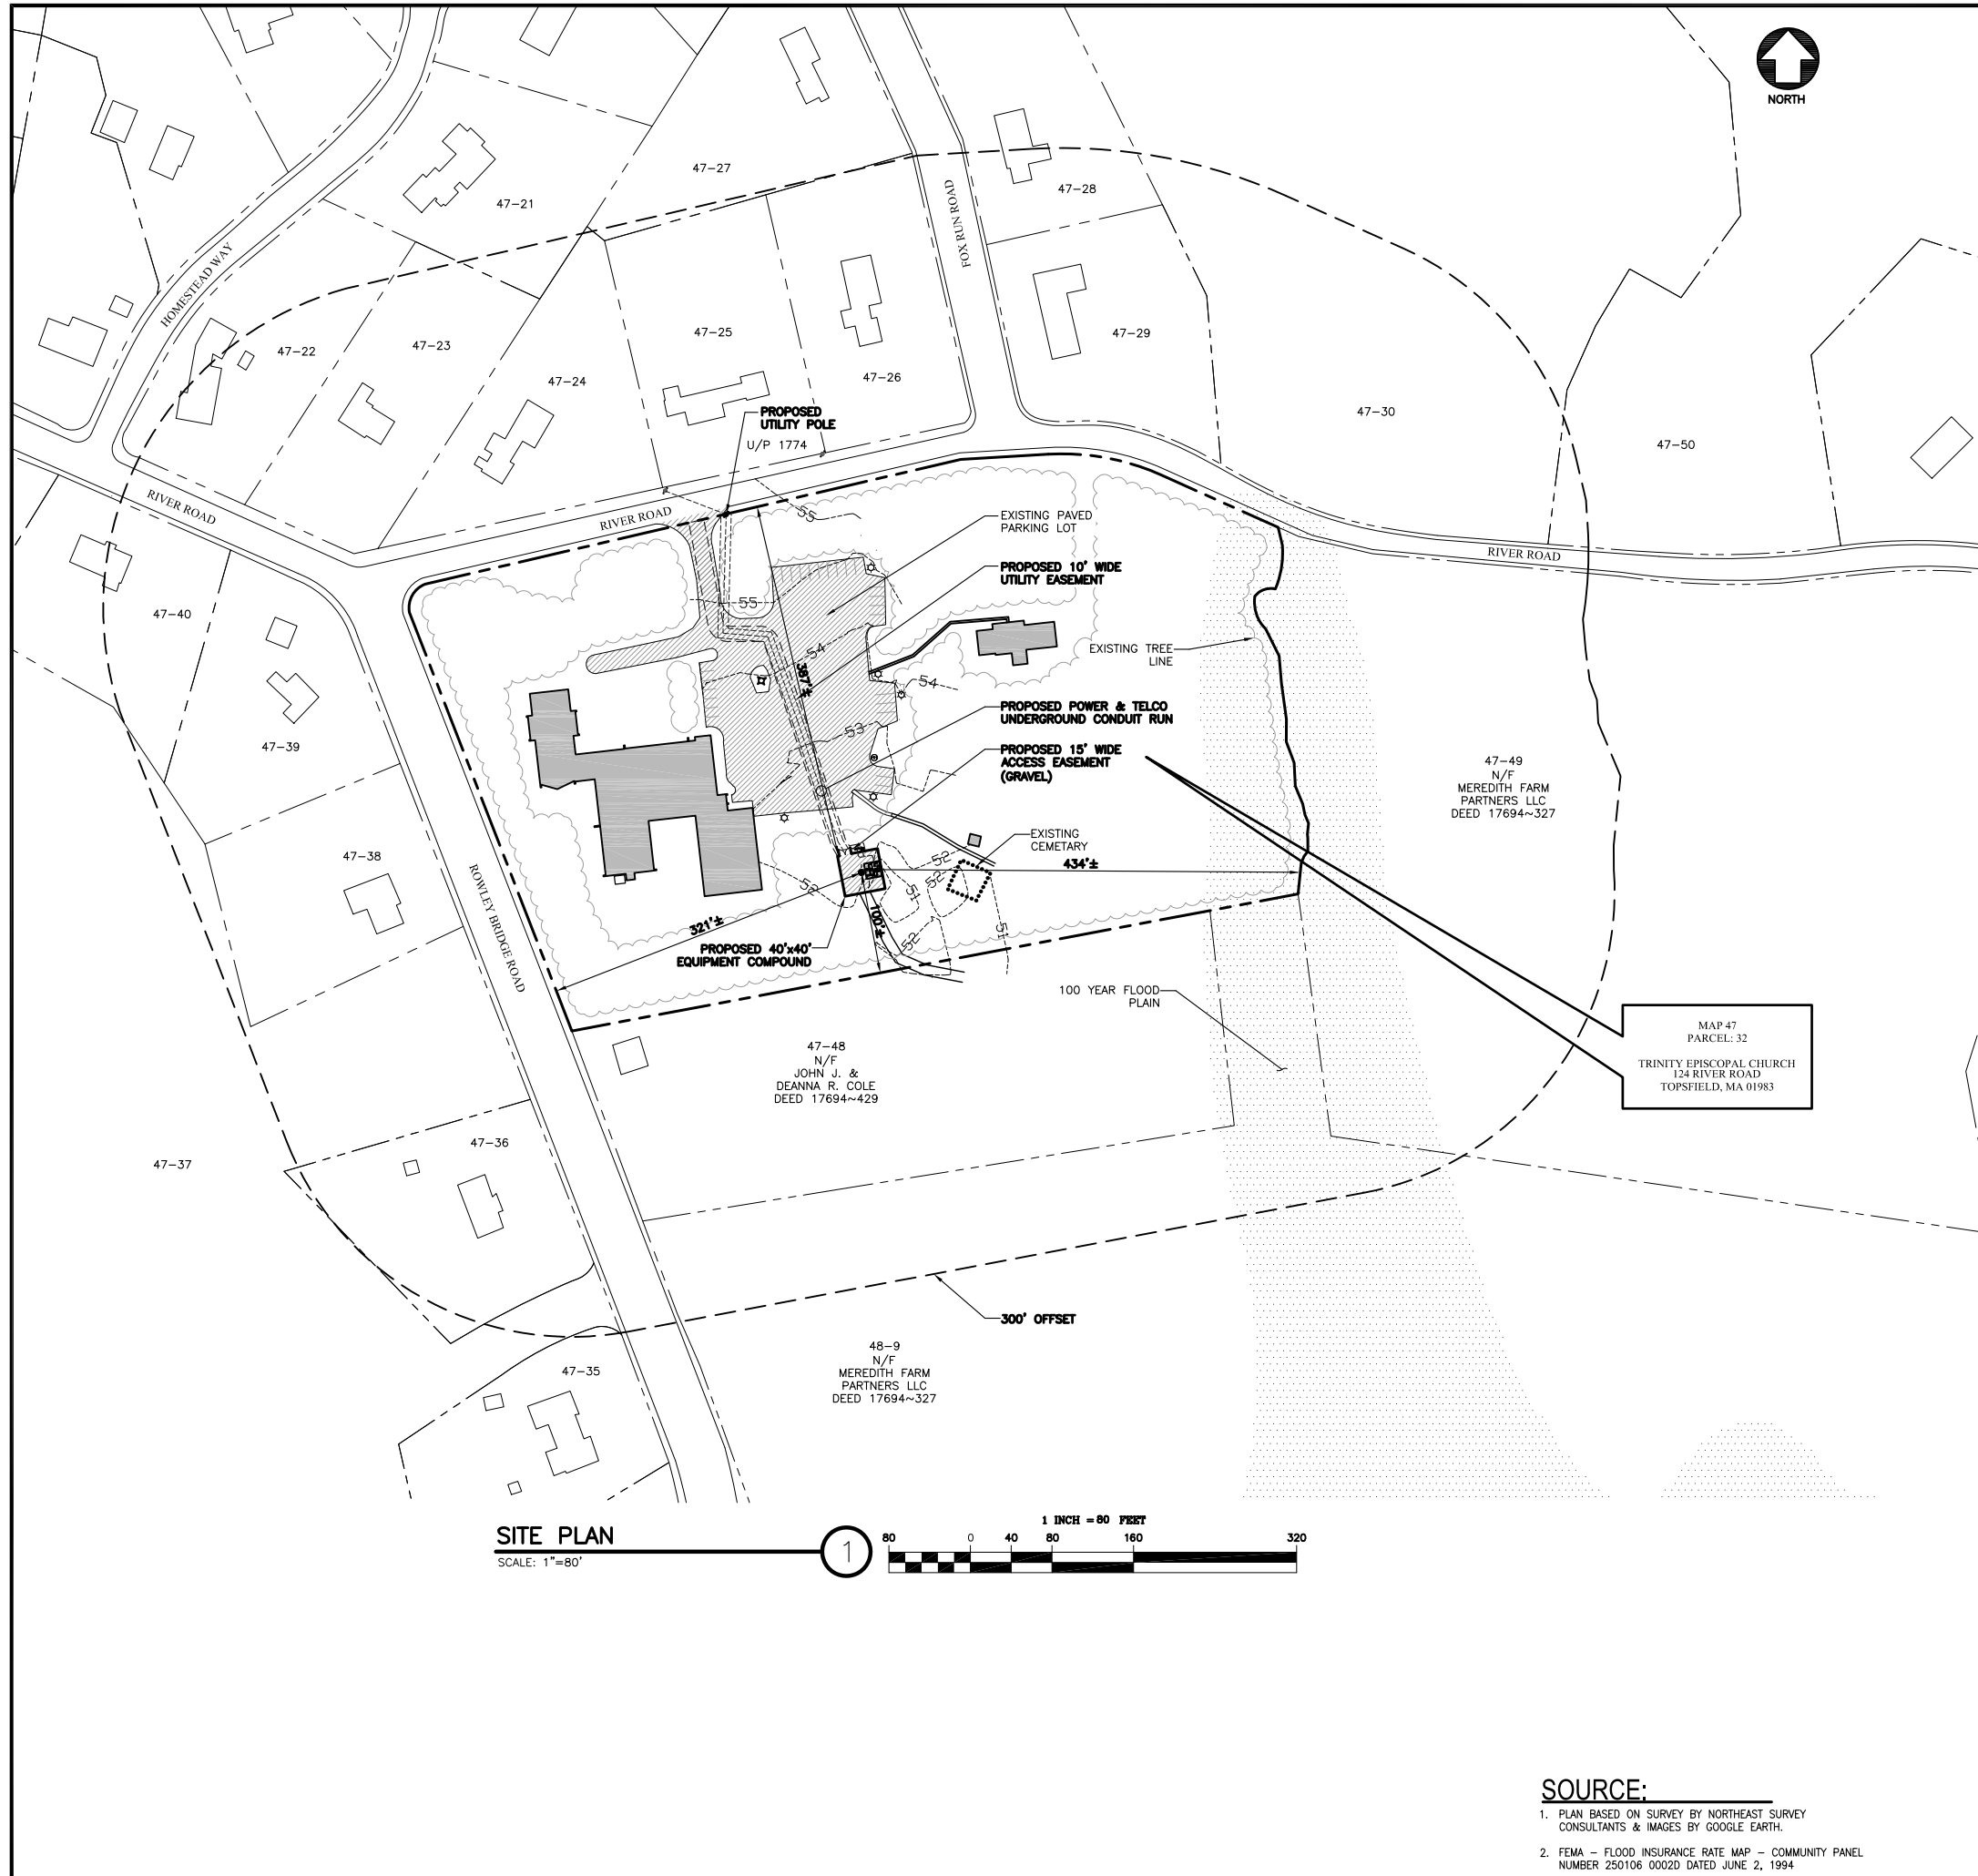 NORTH
47-27
47-28
47-21
FOX RUN ROAD
HOMESTEAD WAY
47-25
47-29
47-22
47-23
47-24
47-26
47-30
47-50
PROPOSED
UTILITY POLE
U/P 1774
RIVER ROAD
RIVER ROAD
RIVER ROAD
55
EXISTING PAVED
PARKING LOT
PROPOSED 10' WIDE
UTILITY EASEMENT
55
47-40
54
EXISTING TREE
LINE
387'±
54
PROPOSED POWER & TELCO
UNDERGROUND CONDUIT RUN
53
PROPOSED 15' WIDE
ACCESS EASEMENT
(GRAVEL)
47-39
47-49
N/F
MEREDITH FARM
PARTNERS LLC
DEED 17694~327
EXISTING
CEMETARY
434'±
47-38
52
52
52
51
52
51
ROWLEY BRIDGE ROAD
321'±
100'±
PROPOSED 40'x40'
EQUIPMENT COMPOUND
100 YEAR FLOOD
PLAIN
MAP 47
PARCEL: 32
TRINITY EPISCOPAL CHURCH
124 RIVER ROAD
TOPSFIELD, MA 01983
47-48
N/F
JOHN J. &
DEANNA R. COLE
DEED 17694~429
47-36
47-37
300' OFFSET
48-9
N/F
MEREDITH FARM
PARTNERS LLC
DEED 17694~327
47-35
SITE PLAN
SCALE: 1"=80'
1
1 INCH = 80 FEET
80 0 40 80 160 320
SOURCE:
1. PLAN BASED ON SURVEY BY NORTHEAST SURVEY
CONSULTANTS & IMAGES BY GOOGLE EARTH.
2. FEMA - FLOOD INSURANCE RATE MAP - COMMUNITY PANEL
NUMBER 250106 0002D DATED JUNE 2, 1994